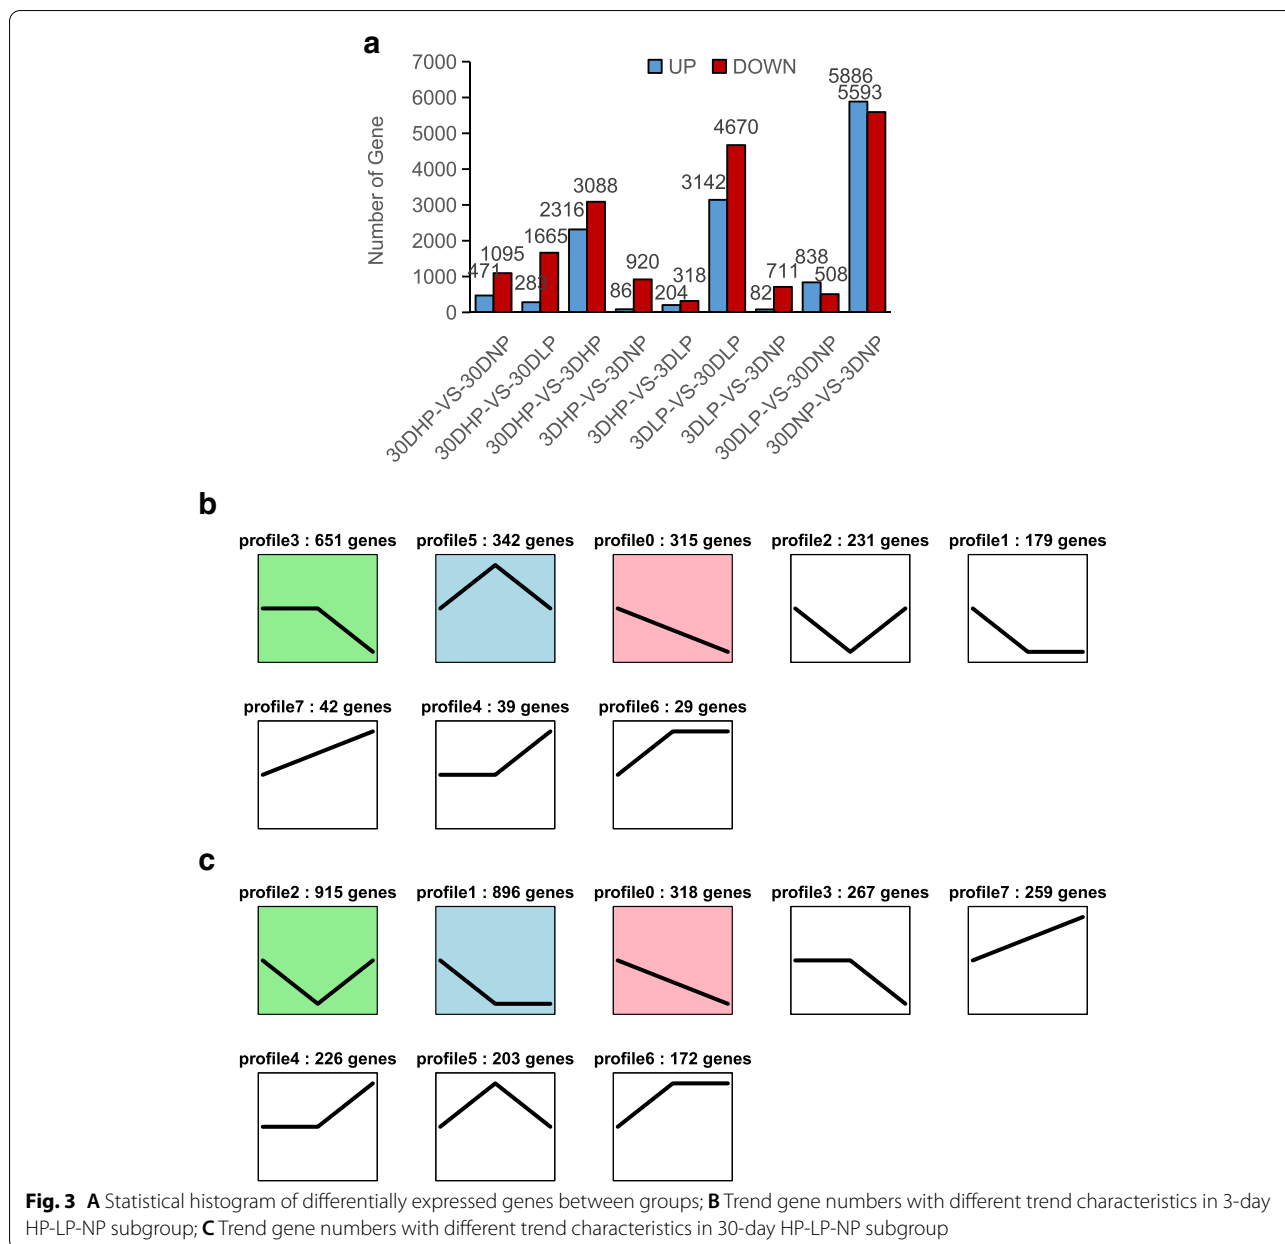 a
UP DOWN
7000
6000
5000
4000
3000
2000
1000
0
Number of Gene
471 1095 283 1665 2316 3088 86 920 204 318 3142 4670 82 711 838 508 5886 5593
30DHP-VS-30DNP
30DHP-VS-30DLP
30DHP-VS-3DHP
3DHP-VS-3DNP
3DHP-VS-3DLP
3DLP-VS-30DLP
3DLP-VS-3DNP
30DLP-VS-30DNP
30DNP-VS-3DNP
b
profile3 : 651 genes profile5 : 342 genes profile0 : 315 genes profile2 : 231 genes profile1 : 179 genes
profile7 : 42 genes profile4 : 39 genes profile6 : 29 genes
c
profile2 : 915 genes profile1 : 896 genes profile0 : 318 genes profile3 : 267 genes profile7 : 259 genes
profile4 : 226 genes profile5 : 203 genes profile6 : 172 genes
Fig. 3 A Statistical histogram of differentially expressed genes between groups; B Trend gene numbers with different trend characteristics in 3-day
HP-LP-NP subgroup; C Trend gene numbers with different trend characteristics in 30-day HP-LP-NP subgroup